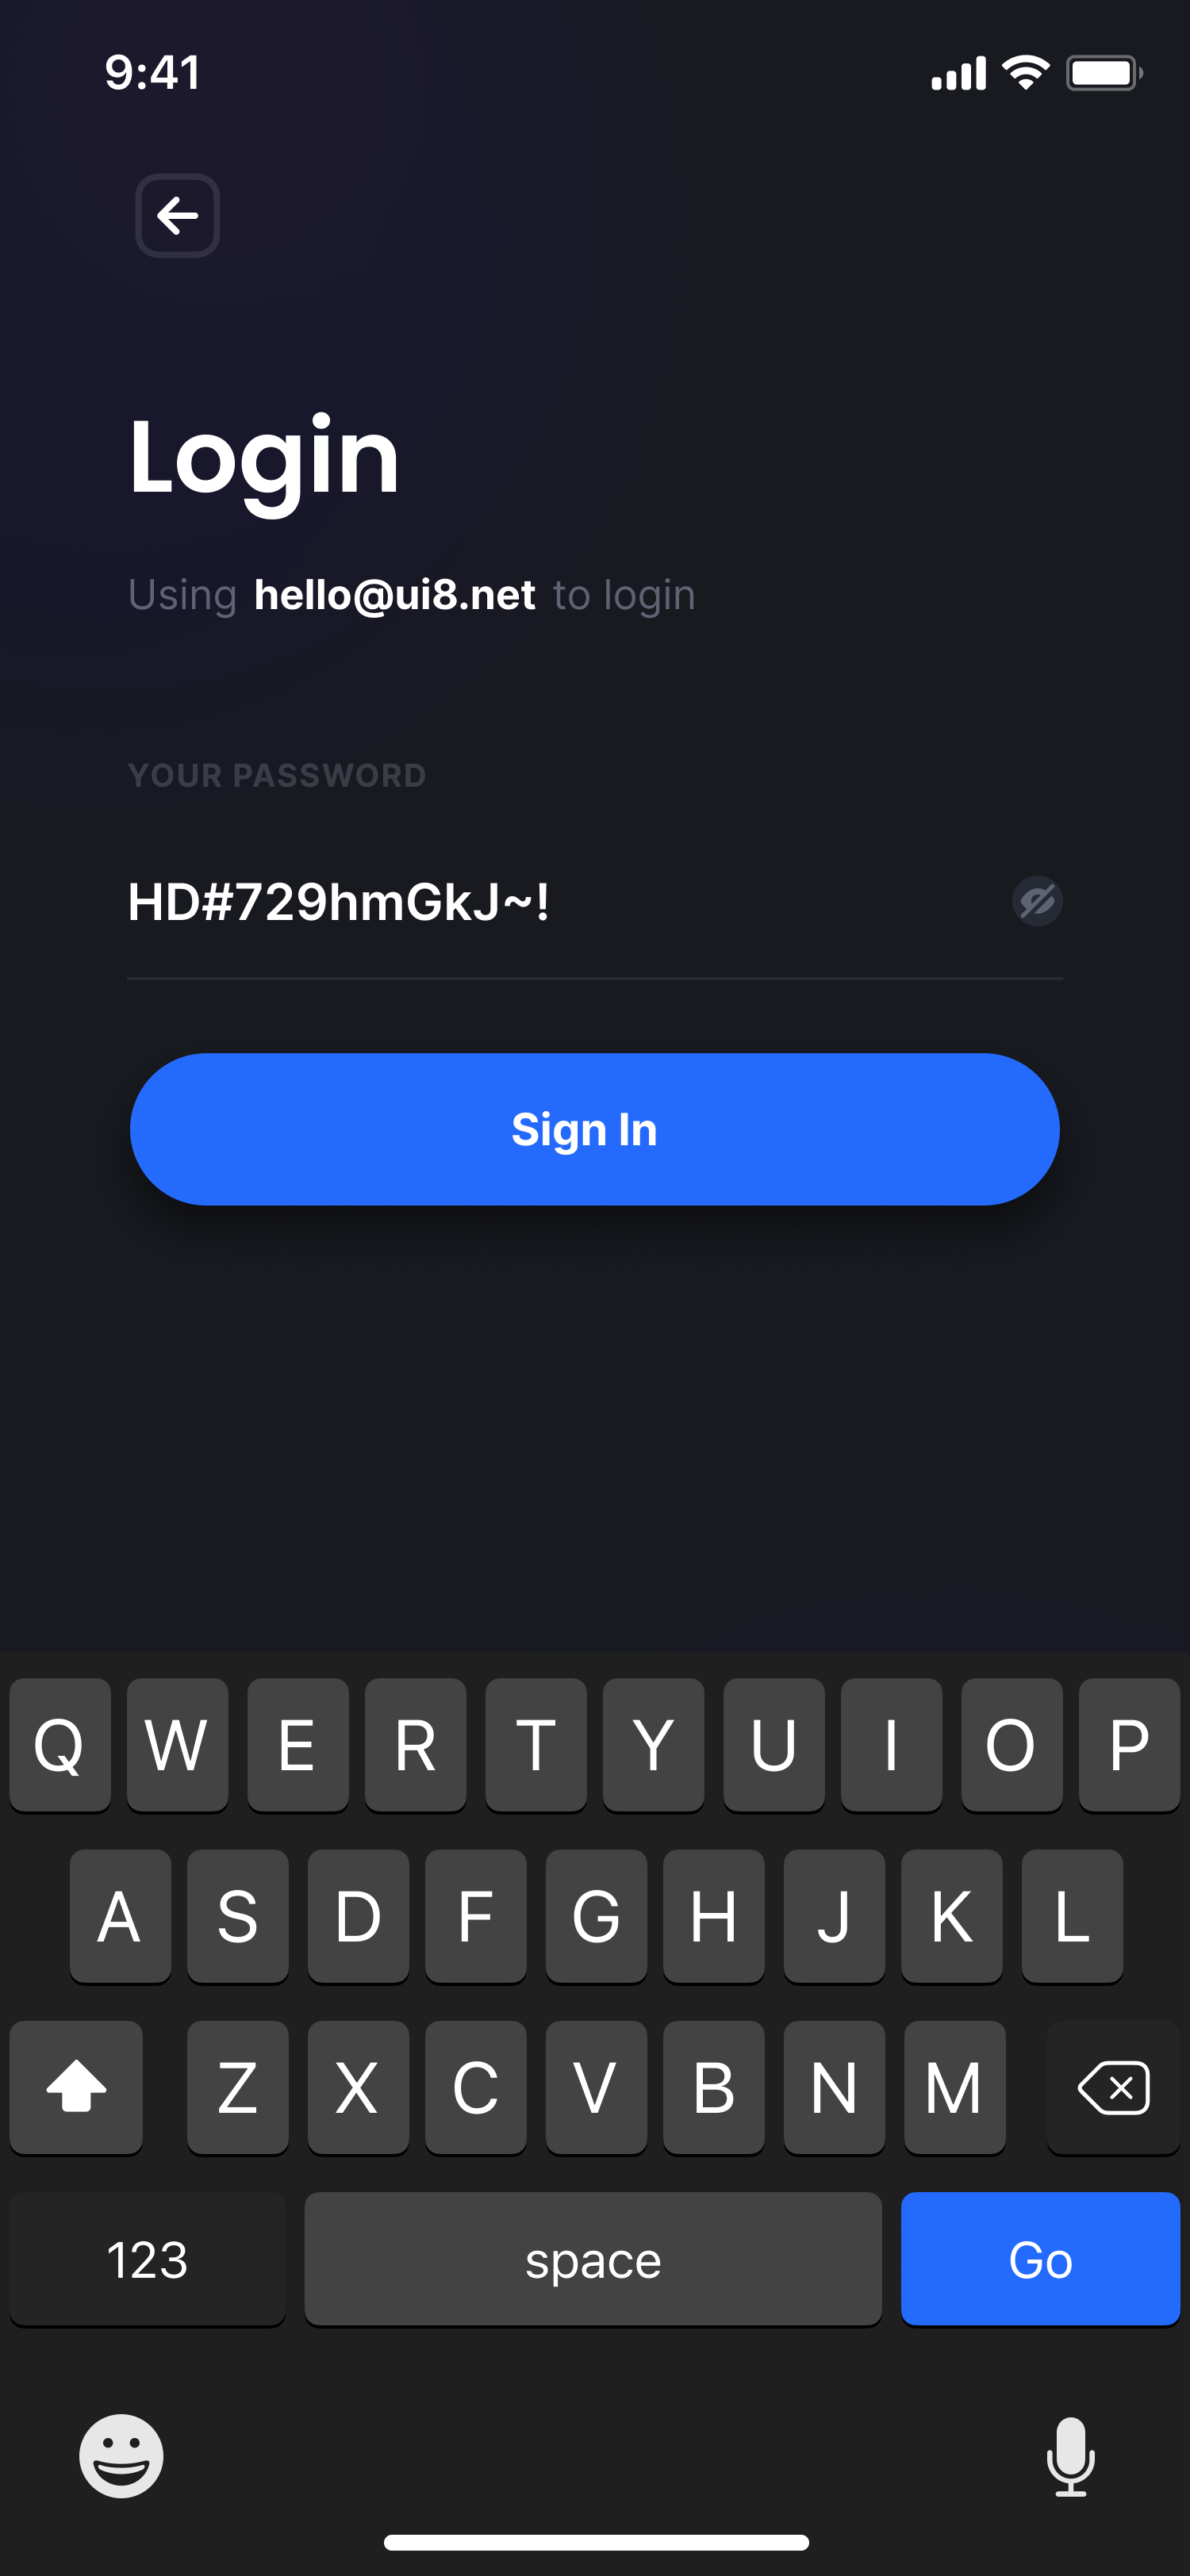 9:41
Login
Using hello@ui8.net to login
YOUR PASSWORD
HD#729hmGkJ~!
Sign In
Q W E R T Y U I O P
A S D F G H J K L
Z X C V B N M
123 space Go